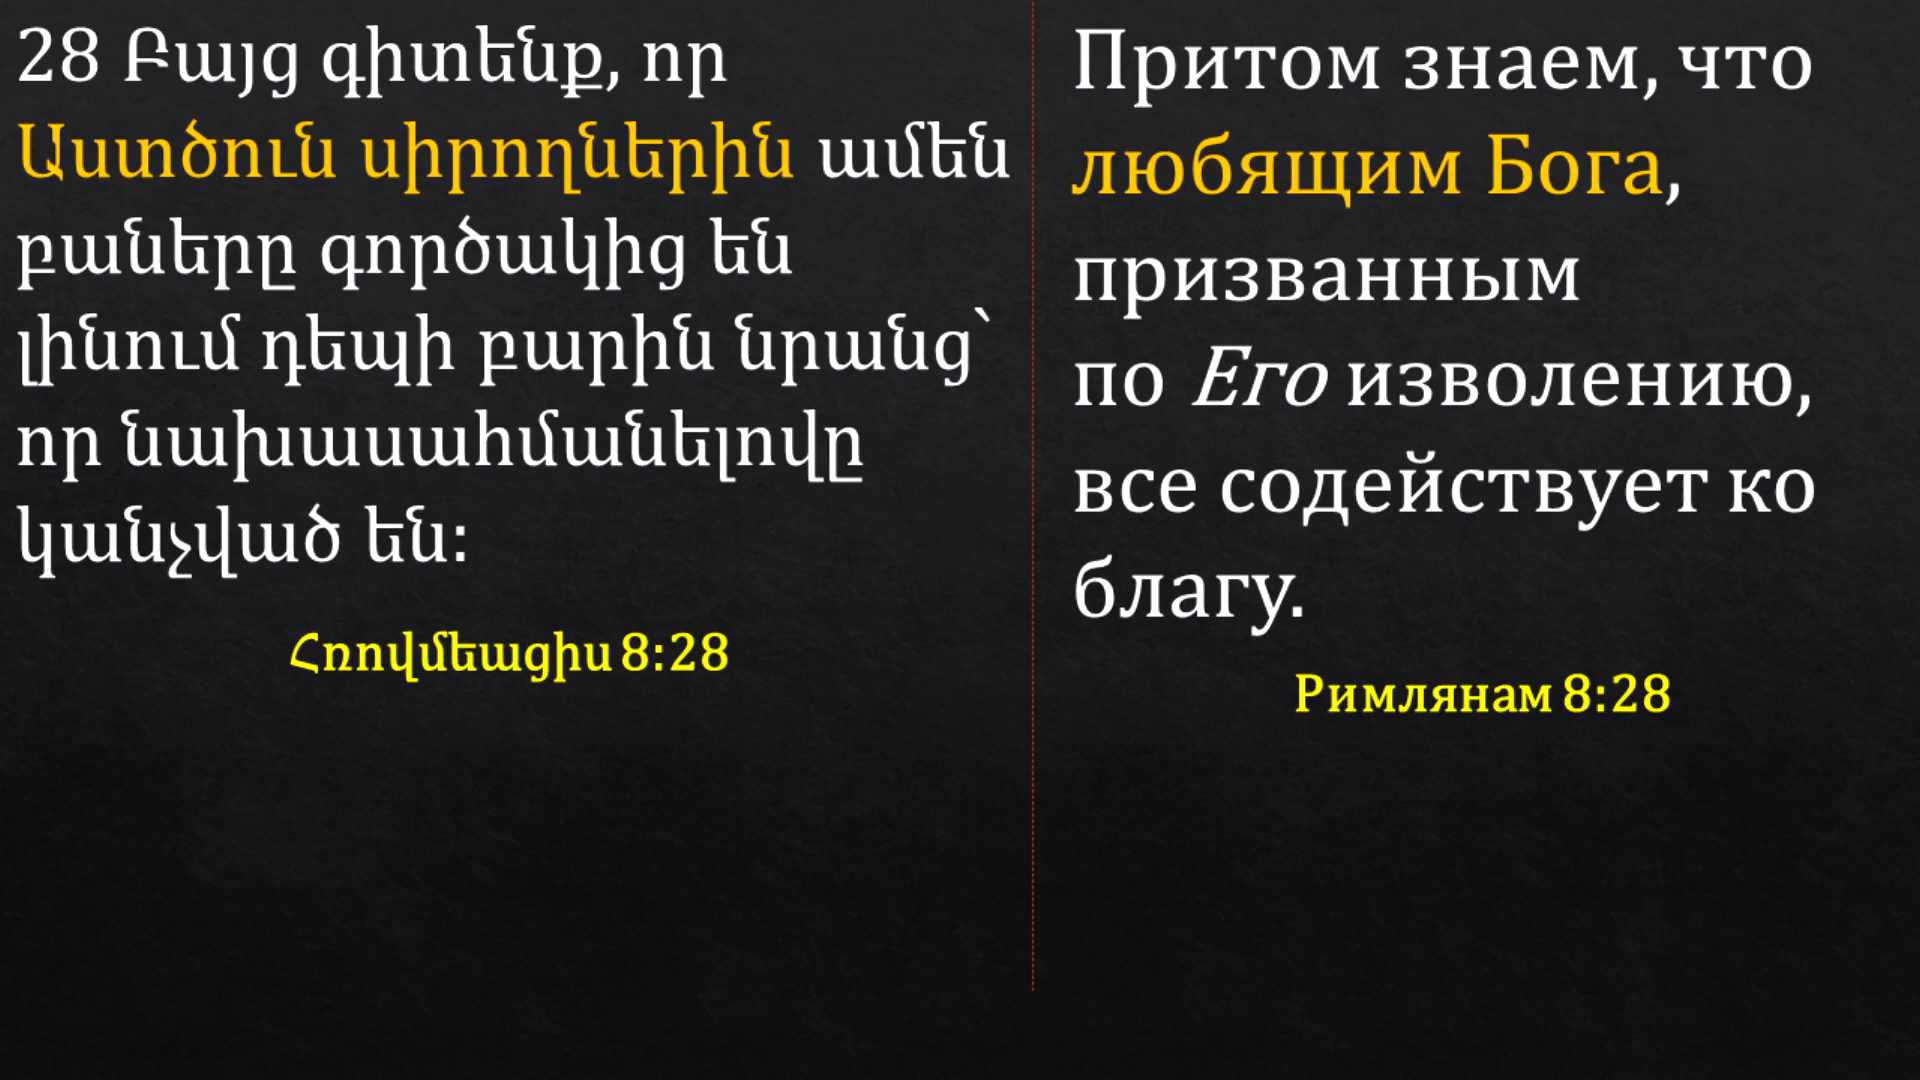 28 Բայց գիտենք, որ
Աստծուն սիրողներին ամեն
բաները գործակից են
լինում դեպի բարին նրանց՝
որ նախասահմանելովը
կանչված են:
Հռովմեացիս 8:28
Притом знаем, что
любящим Бога,
призванным
по Его изволению,
все содействует ко
благу.
Римлянам 8:28